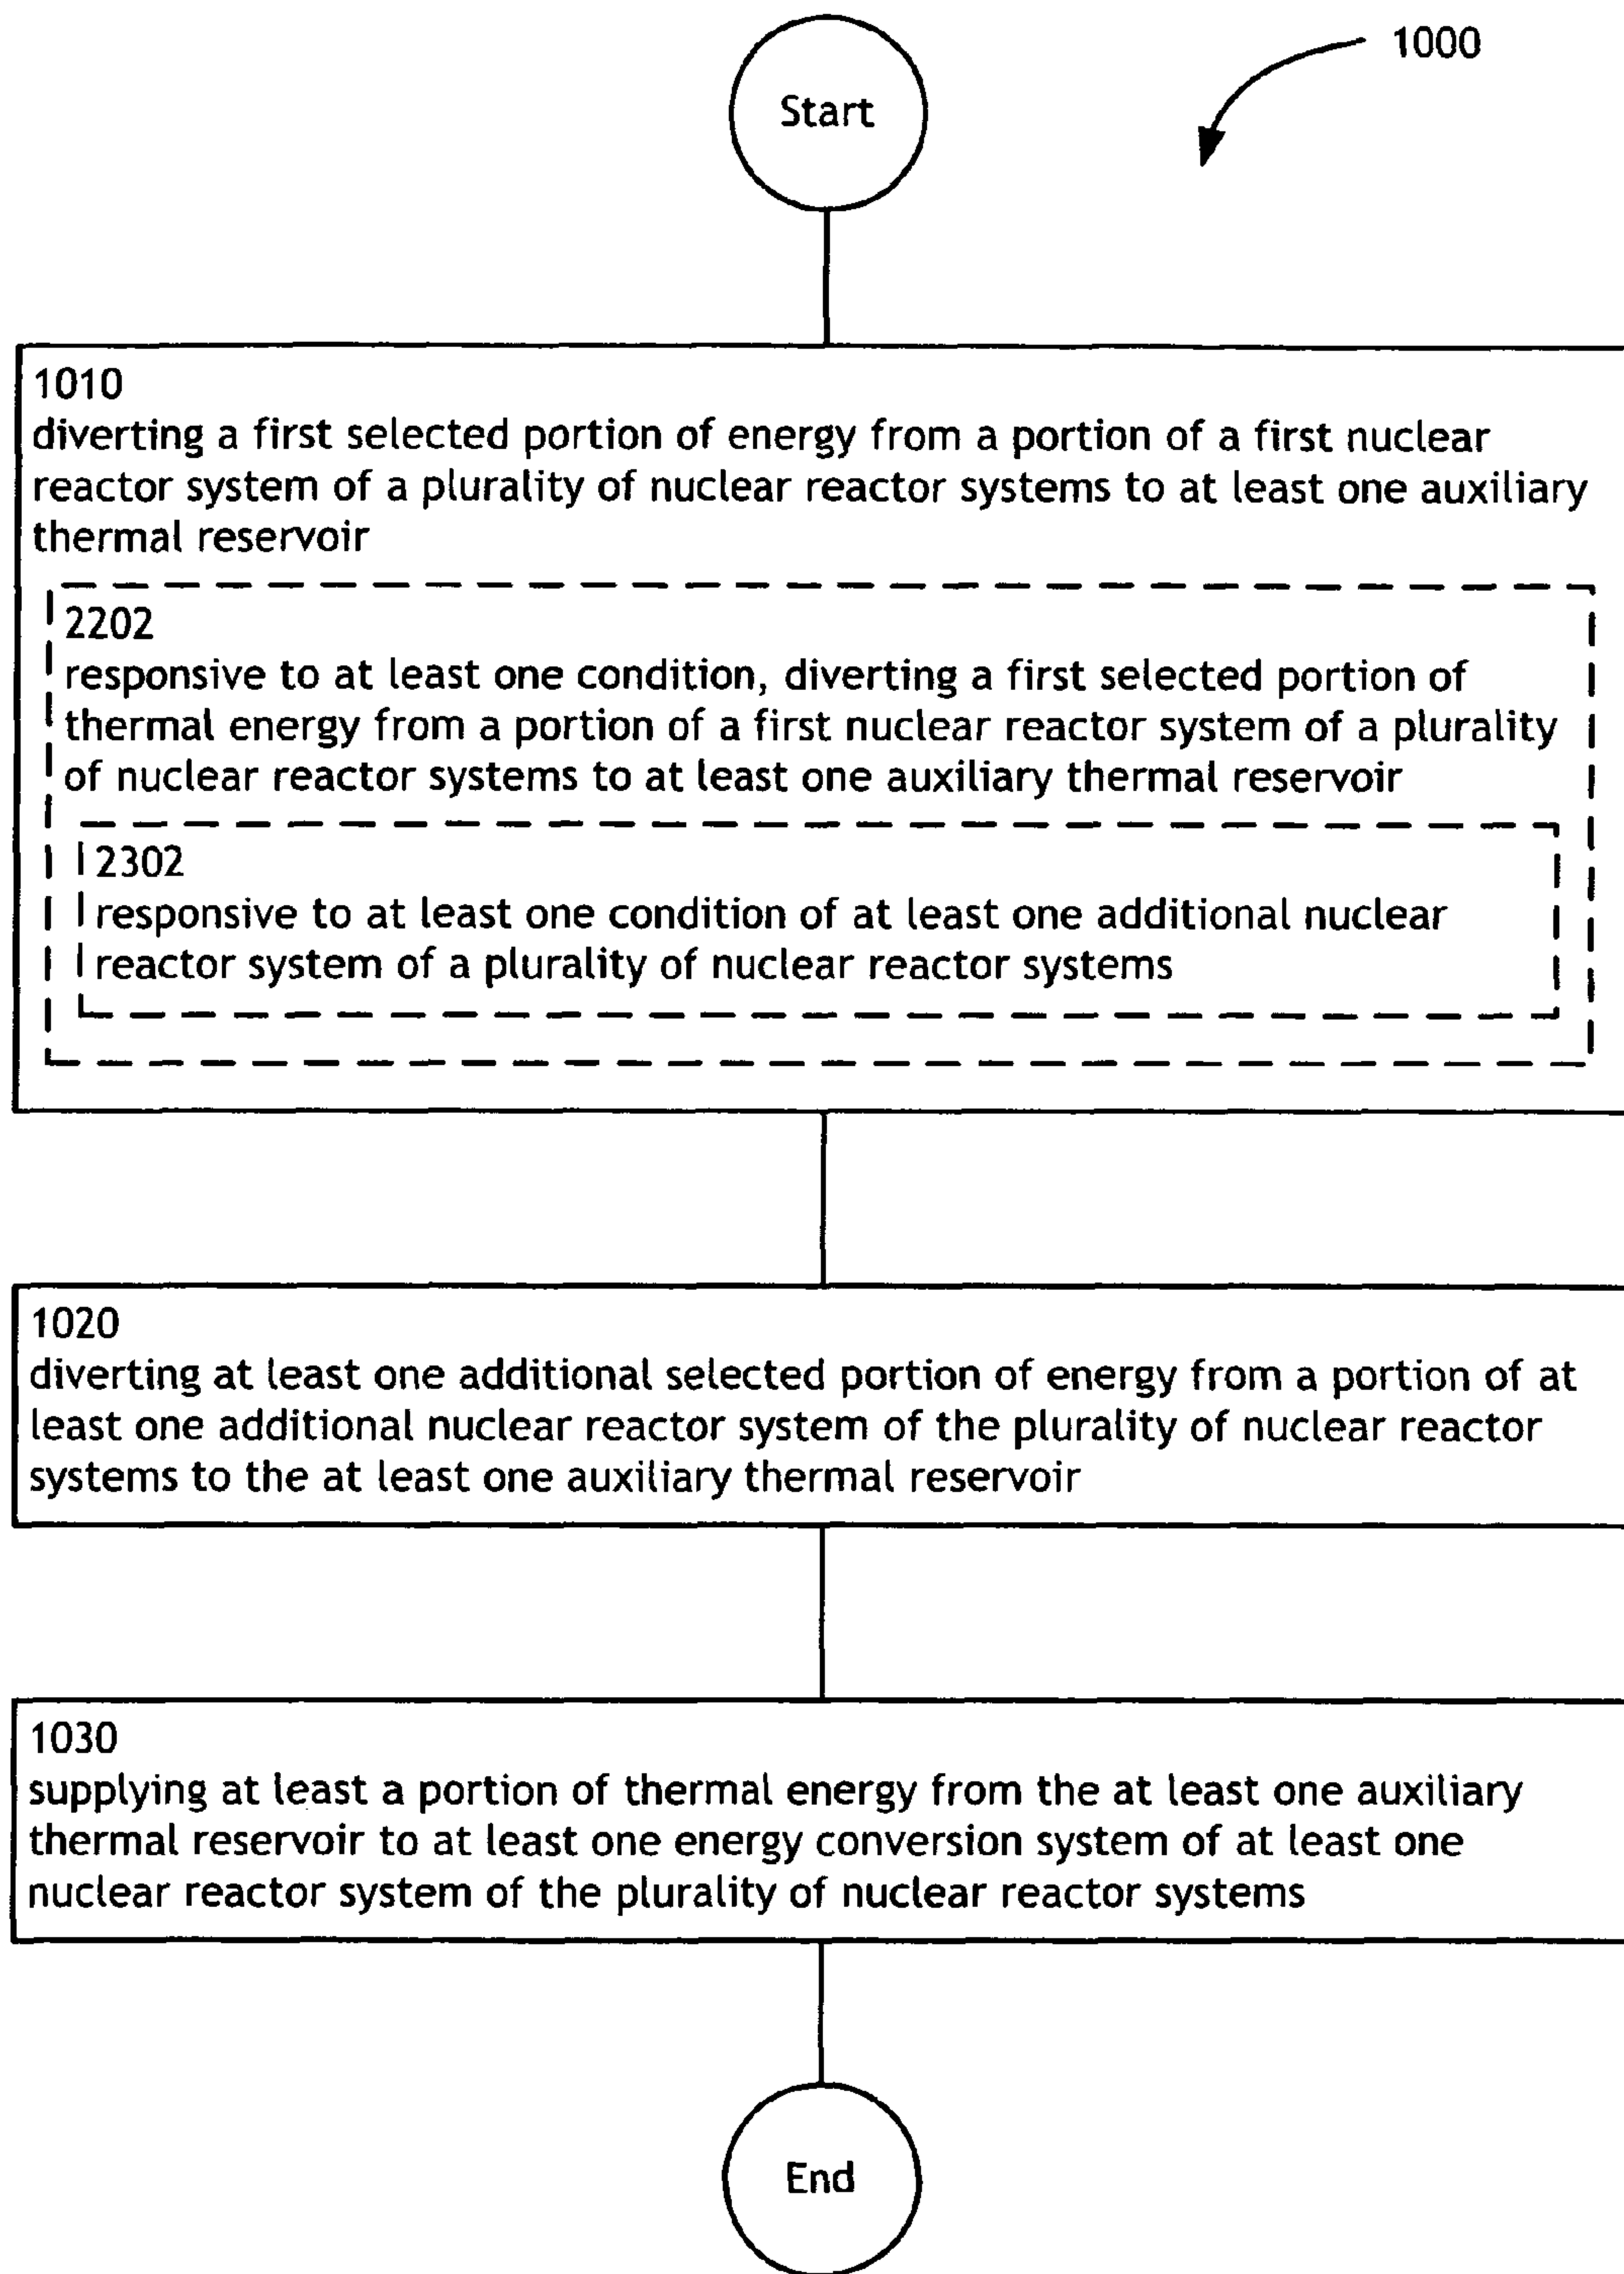 1000
Start
1010
diverting a first selected portion of energy from a portion of a first nuclear
reactor system of a plurality of nuclear reactor systems to at least one auxiliary
thermal reservoir
2202
responsive to at least one condition, diverting a first selected portion of
thermal energy from a portion of a first nuclear reactor system of a plurality
of nuclear reactor systems to at least one auxiliary thermal reservoir
2302
responsive to at least one condition of at least one additional nuclear
reactor system of a plurality of nuclear reactor systems
1020
diverting at least one additional selected portion of energy from a portion of at
least one additional nuclear reactor system of the plurality of nuclear reactor
systems to the at least one auxiliary thermal reservoir
1030
supplying at least a portion of thermal energy from the at least one auxiliary
thermal reservoir to at least one energy conversion system of at least one
nuclear reactor system of the plurality of nuclear reactor systems
End